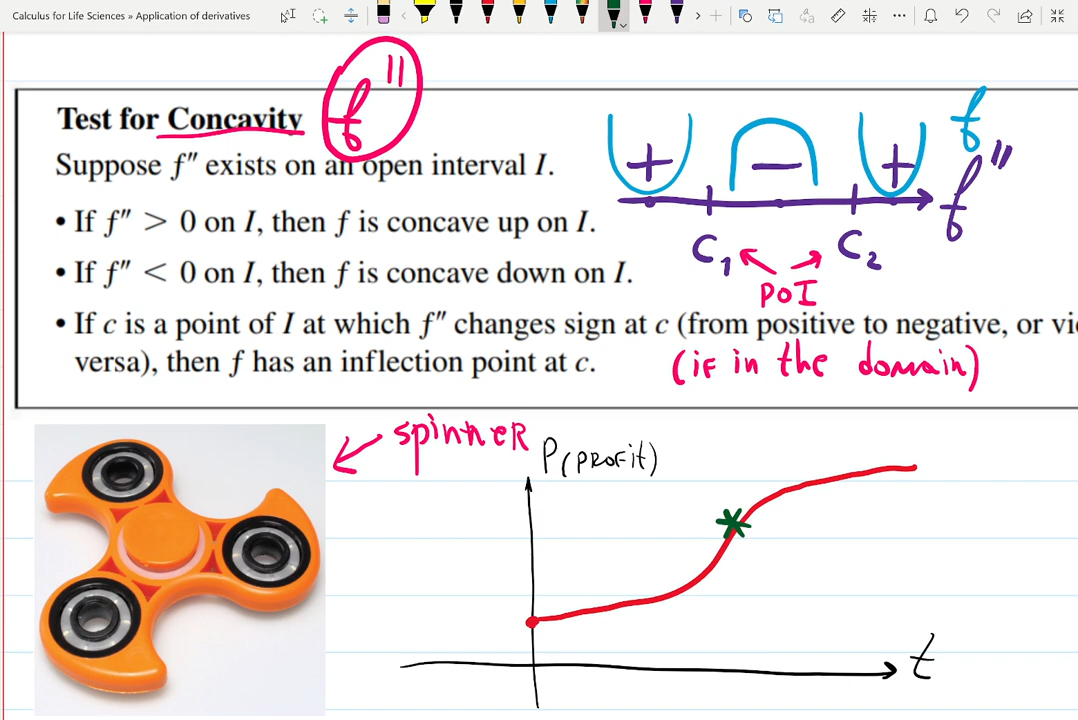 Calculus for Life Sciences » Application of derivatives
Test for Concavity f"
Suppose f″ exists on an open interval I.
f
+ − + f"
• If f″ > 0 on I, then f is concave up on I.
C₁ C₂
• If f″ < 0 on I, then f is concave down on I.
POI
• If c is a point of I at which f″ changes sign at c (from positive to negative, or vi
versa), then f has an inflection point at c. (if in the domain)
spinner
P(profit)
t